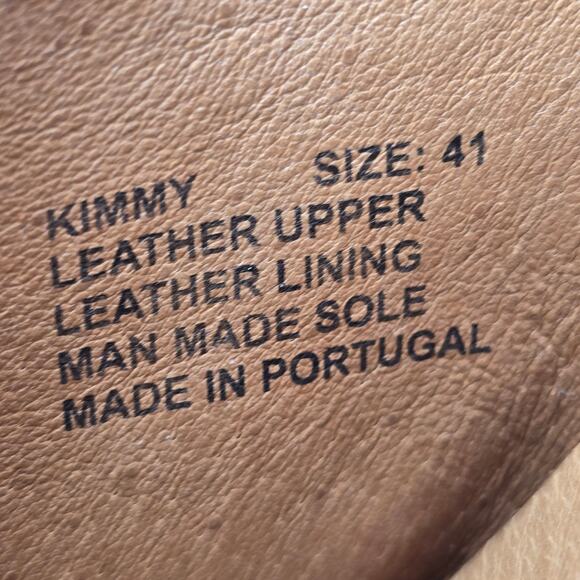 KIMMY SIZE: 41
LEATHER UPPER
LEATHER LINING
MAN MADE SOLE
MADE IN PORTUGAL